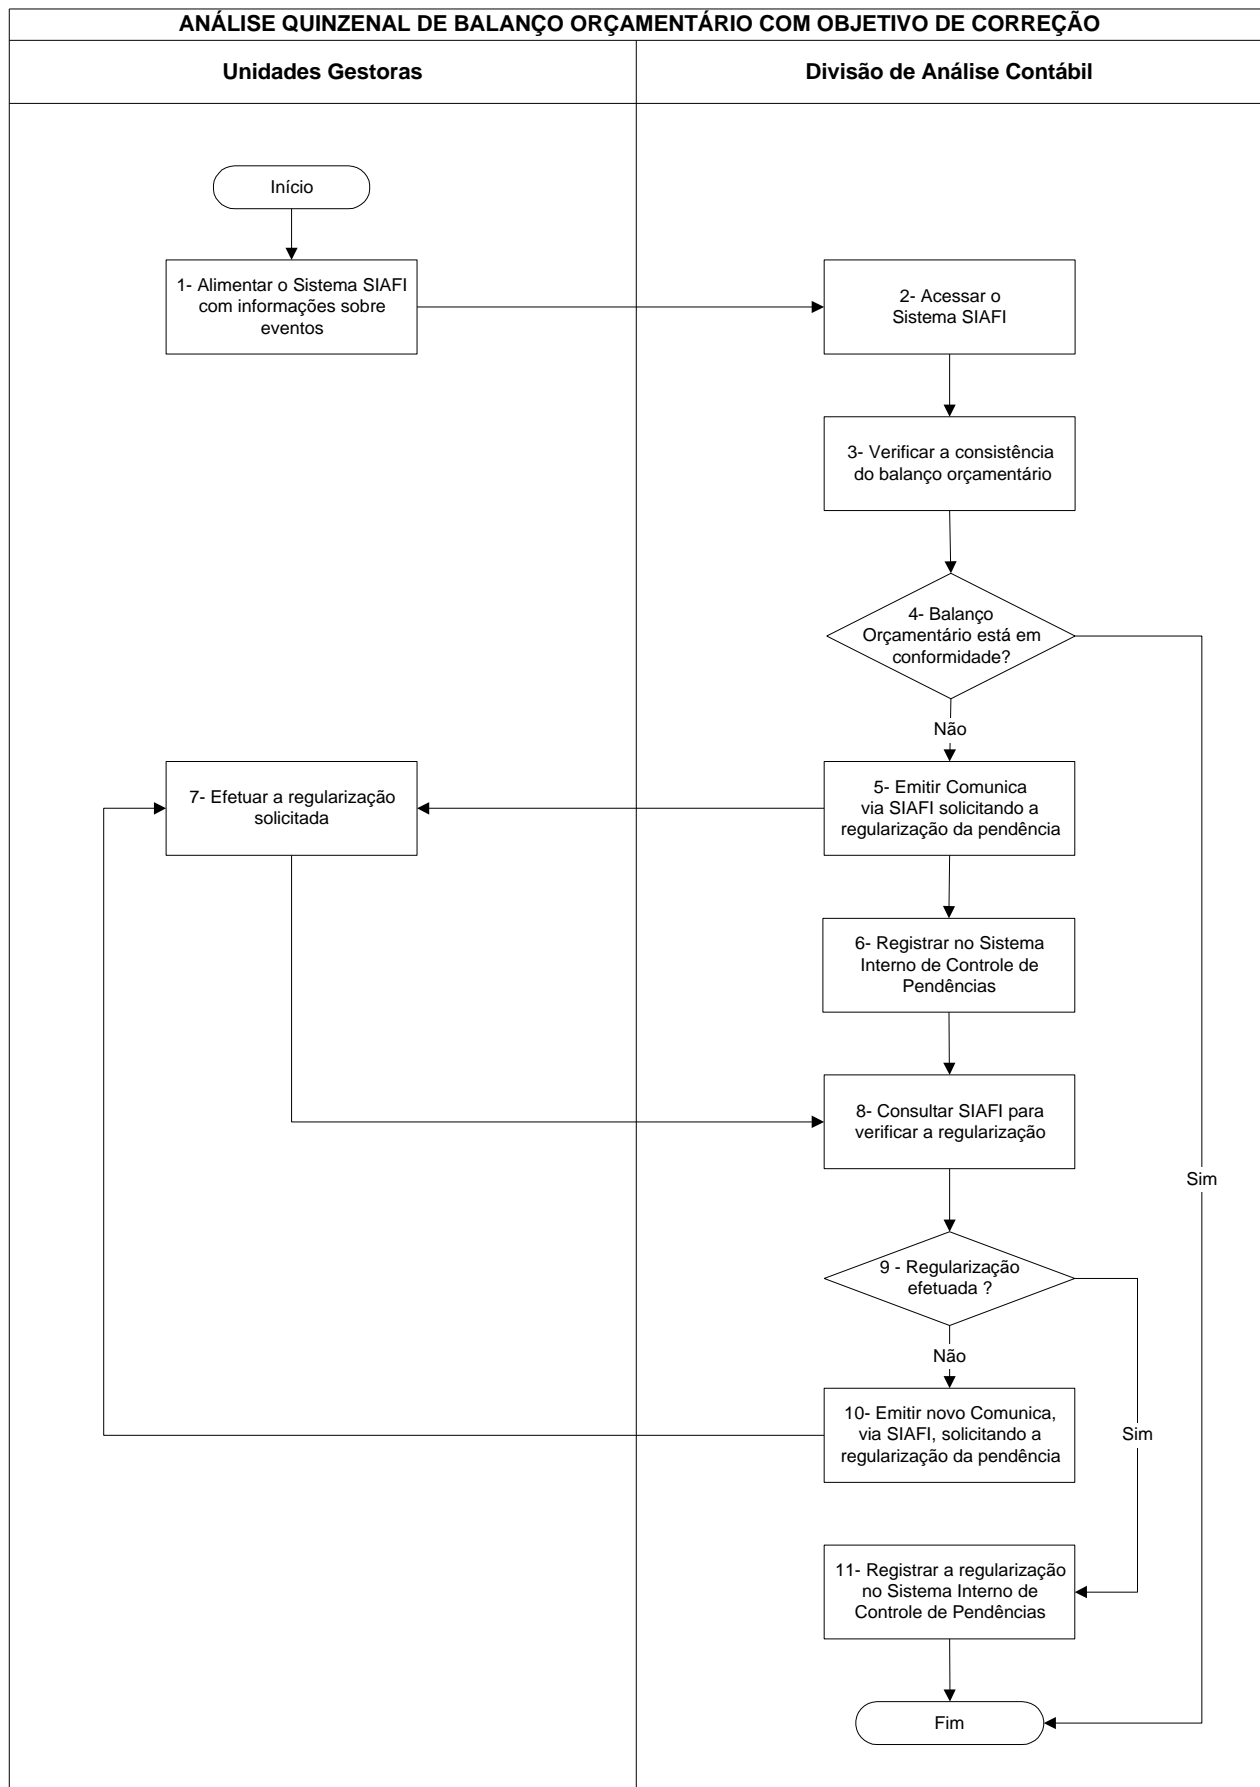 ANÁLISE QUINZENAL DE BALANÇO ORÇAMENTÁRIO COM OBJETIVO DE CORREÇÃO
Unidades Gestoras
Divisão de Análise Contábil
Início
1- Alimentar o Sistema SIAFI
com informações sobre
eventos
2- Acessar o
Sistema SIAFI
3- Verificar a consistência
do balanço orçamentário
4- Balanço
Orçamentário está em
conformidade?
Não
7- Efetuar a regularização
solicitada
5- Emitir Comunica
via SIAFI solicitando a
regularização da pendência
6- Registrar no Sistema
Interno de Controle de
Pendências
8- Consultar SIAFI para
verificar a regularização
Sim
9 - Regularização
efetuada ?
Não
10- Emitir novo Comunica,
via SIAFI, solicitando a
regularização da pendência
Sim
11- Registrar a regularização
no Sistema Interno de
Controle de Pendências
Fim